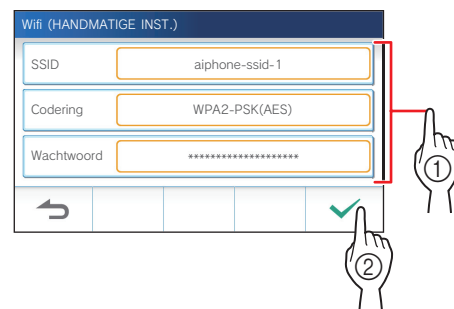 Wifi (HANDMATIGE INST.)
SSID aiphone-ssid-1
Codering WPA2-PSK(AES)
Wachtwoord ********************
①
②